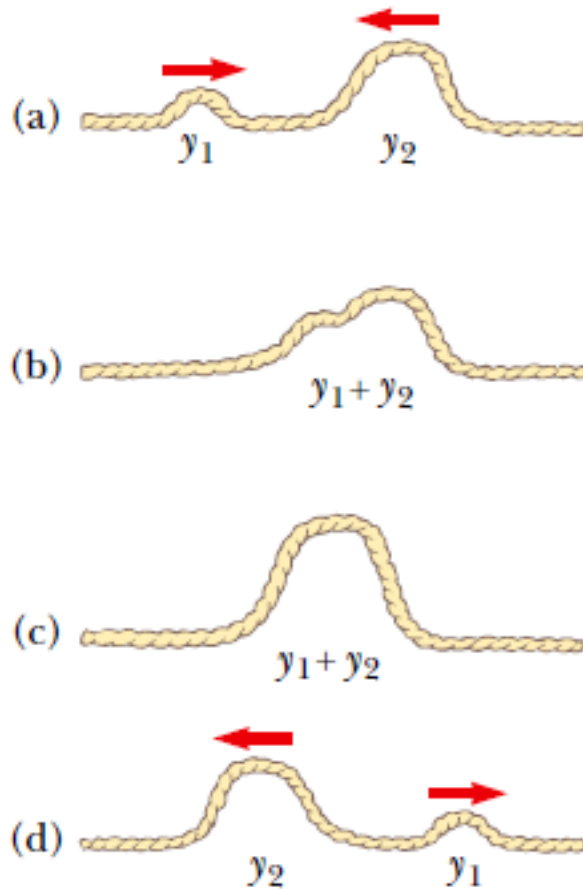 (a)
y₁ y₂
(b)
y₁ + y₂
(c)
y₁ + y₂
(d)
y₂ y₁